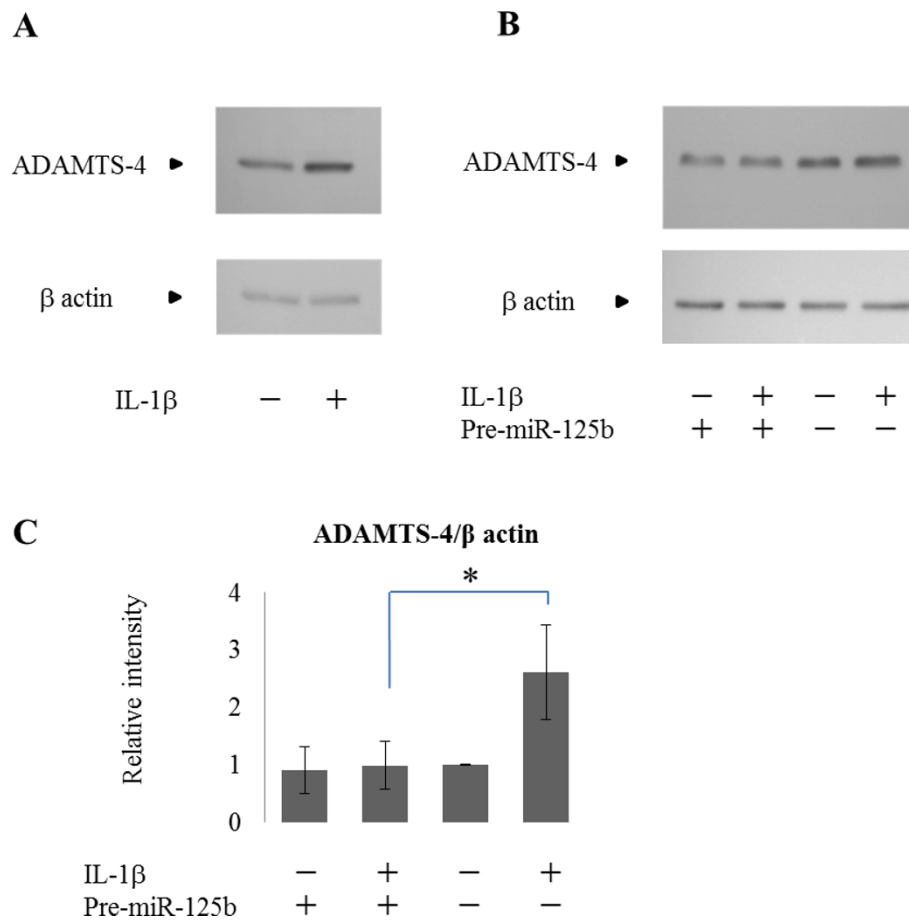 A
B
ADAMTS-4
ADAMTS-4
β actin
β actin
IL-1β − +
IL-1β − + − +
Pre-miR-125b + + − −
C
ADAMTS-4/β actin
*
Relative intensity
4
3
2
1
0
IL-1β − + − +
Pre-miR-125b + + − −